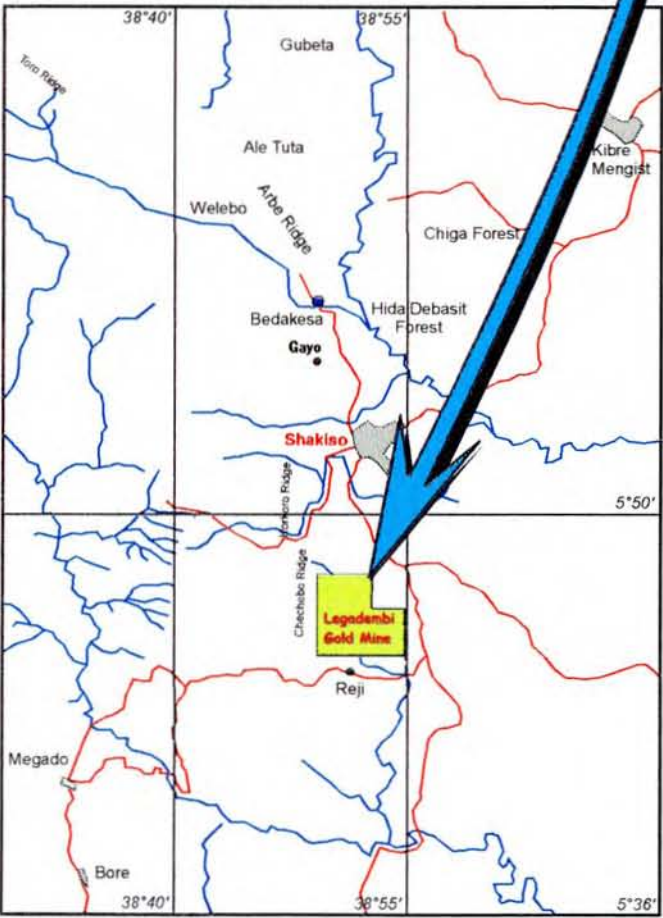 38°40'
38°55'
Gubeta
Toro Ridge
Kibre
Mengist
Ale Tuta
Arbe Ridge
Welebo
Chiga Forest
Hida Debasit
Forest
Bedakesa
Gayo
Shakiso
5°50'
Chechebo Ridge
Legadembi
Gold Mine
Reji
Megado
Bore
38°40'
38°55'
5°36'